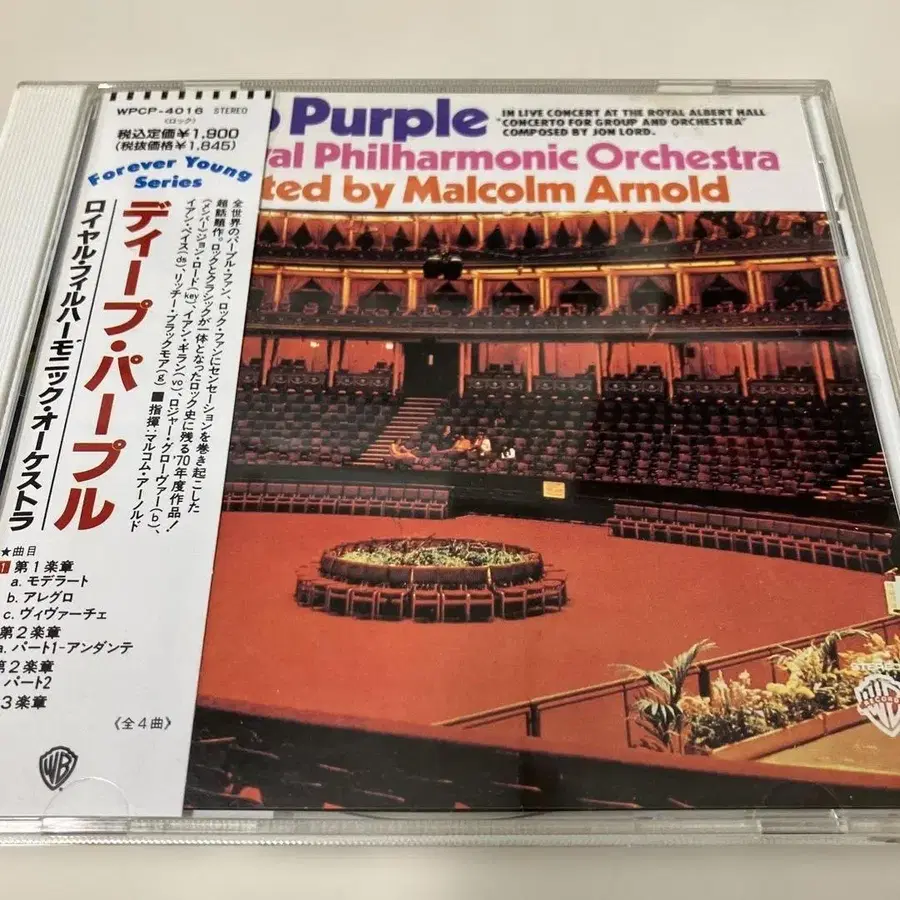 WPCP-4016 STEREO
〈ロック〉
税込定価¥1,900
(税抜価格¥1,845)
Forever Young
Series
ディープ・パープル
ロイヤル・フィルハーモニック・オーケストラ
全世界のパープル・ファン、ロック・ファンにセンセーションを巻き起こした
超話題作。ロックとクラシックが一体となったロック史に残る'70年度作品!
(メンバー)ジョン・ロード(key)、イアン・ギラン(vo)、ロジャー・グローヴァー(b)、
イアン・ペイス(ds)、リッチー・ブラックモア(g) ■指揮:マルコム・アーノルド
★曲目
1 第1楽章
a. モデラート
b. アレグロ
c. ヴィヴァーチェ
第2楽章
a. パート1-アンダンテ
第2楽章
パート2
3楽章
《全4曲》
WB
Purple
IN LIVE CONCERT AT THE ROYAL ALBERT HALL
"CONCERTO FOR GROUP AND ORCHESTRA"
COMPOSED BY JON LORD.
al Philharmonic Orchestra
ted by Malcolm Arnold
STEREO
RECORDS